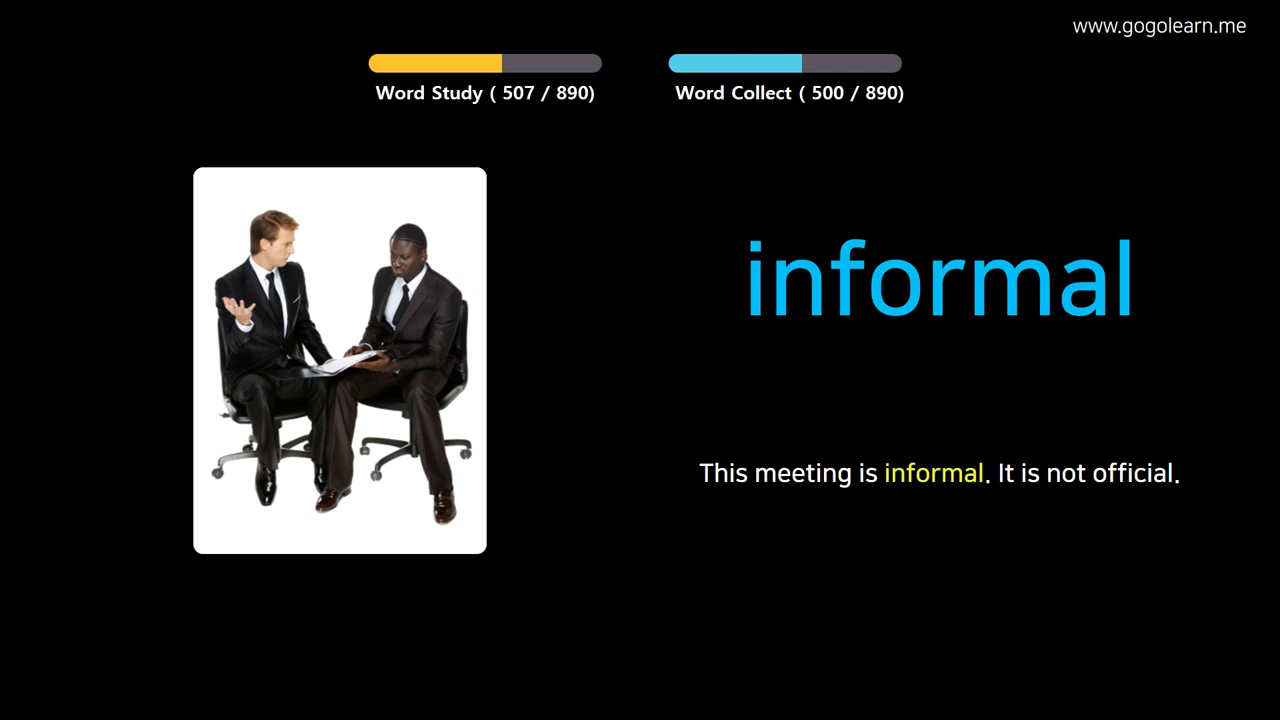 www.gogolearn.me
Word Study ( 507 / 890)
Word Collect ( 500 / 890)
informal
This meeting is informal. It is not official.